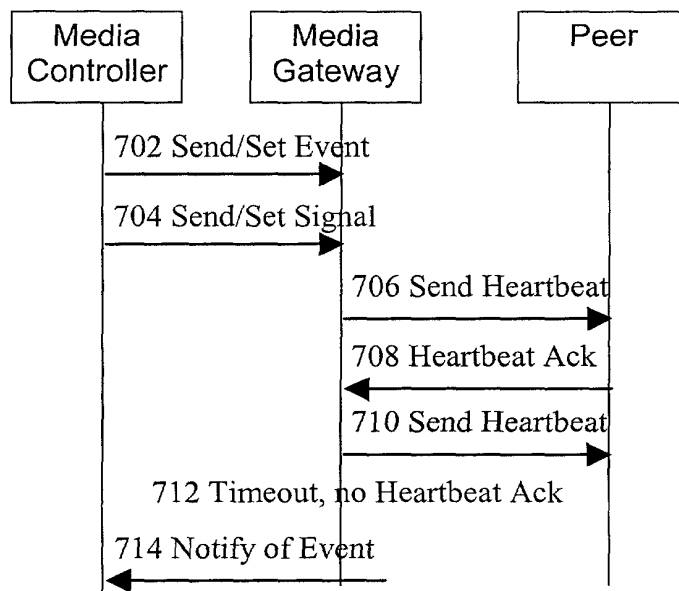 Media
Controller
Media
Gateway
Peer
702 Send/Set Event
704 Send/Set Signal
706 Send Heartbeat
708 Heartbeat Ack
710 Send Heartbeat
712 Timeout, no Heartbeat Ack
714 Notify of Event